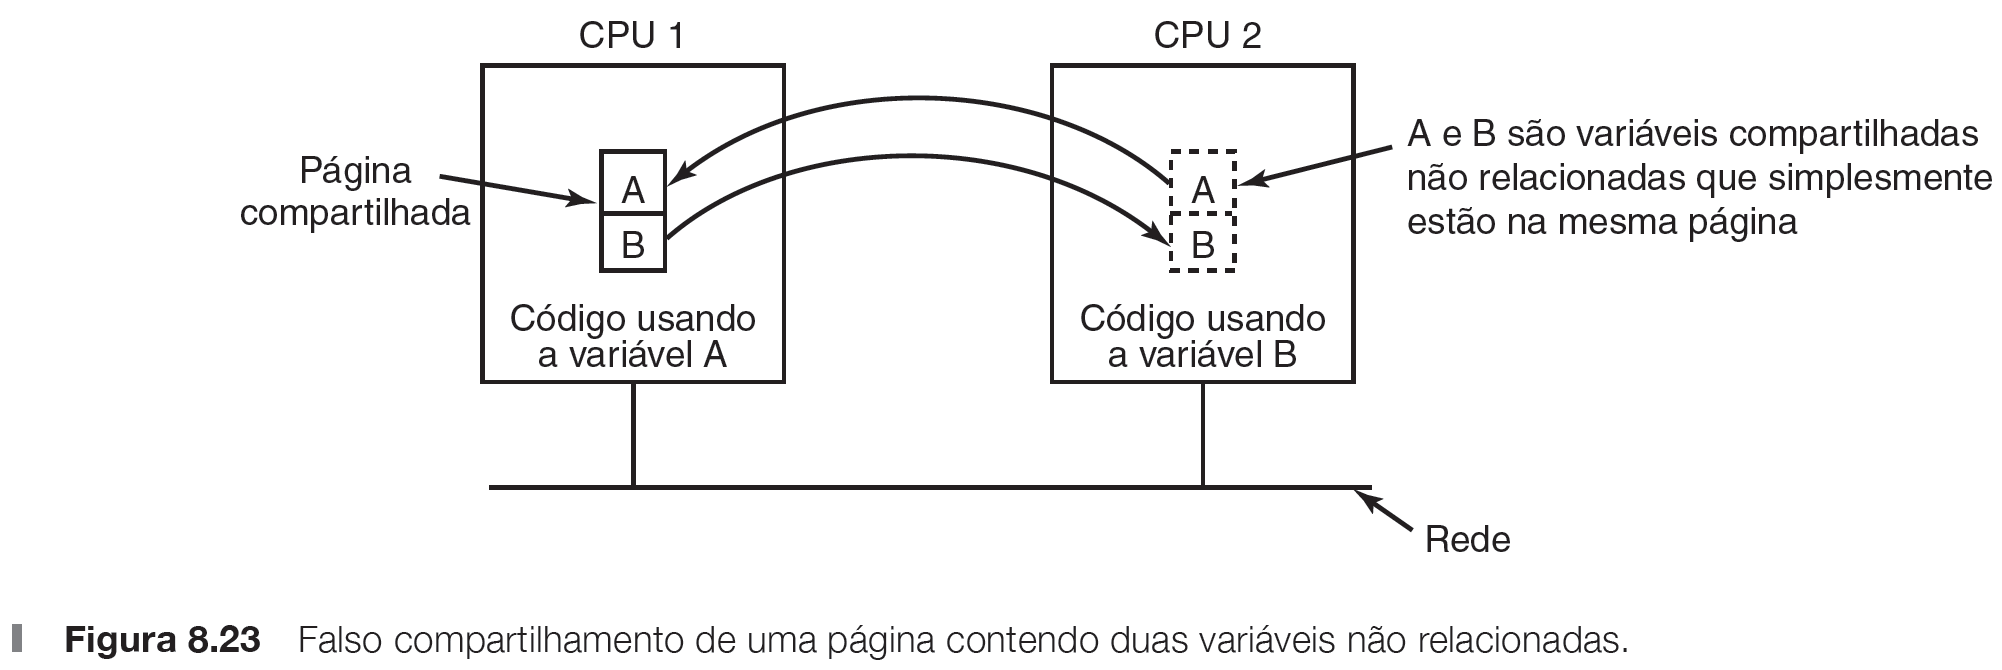 CPU 1
CPU 2
Página
compartilhada
A
B
A
B
A e B são variáveis compartilhadas
não relacionadas que simplesmente
estão na mesma página
Código usando
a variável A
Código usando
a variável B
Rede
Figura 8.23 Falso compartilhamento de uma página contendo duas variáveis não relacionadas.